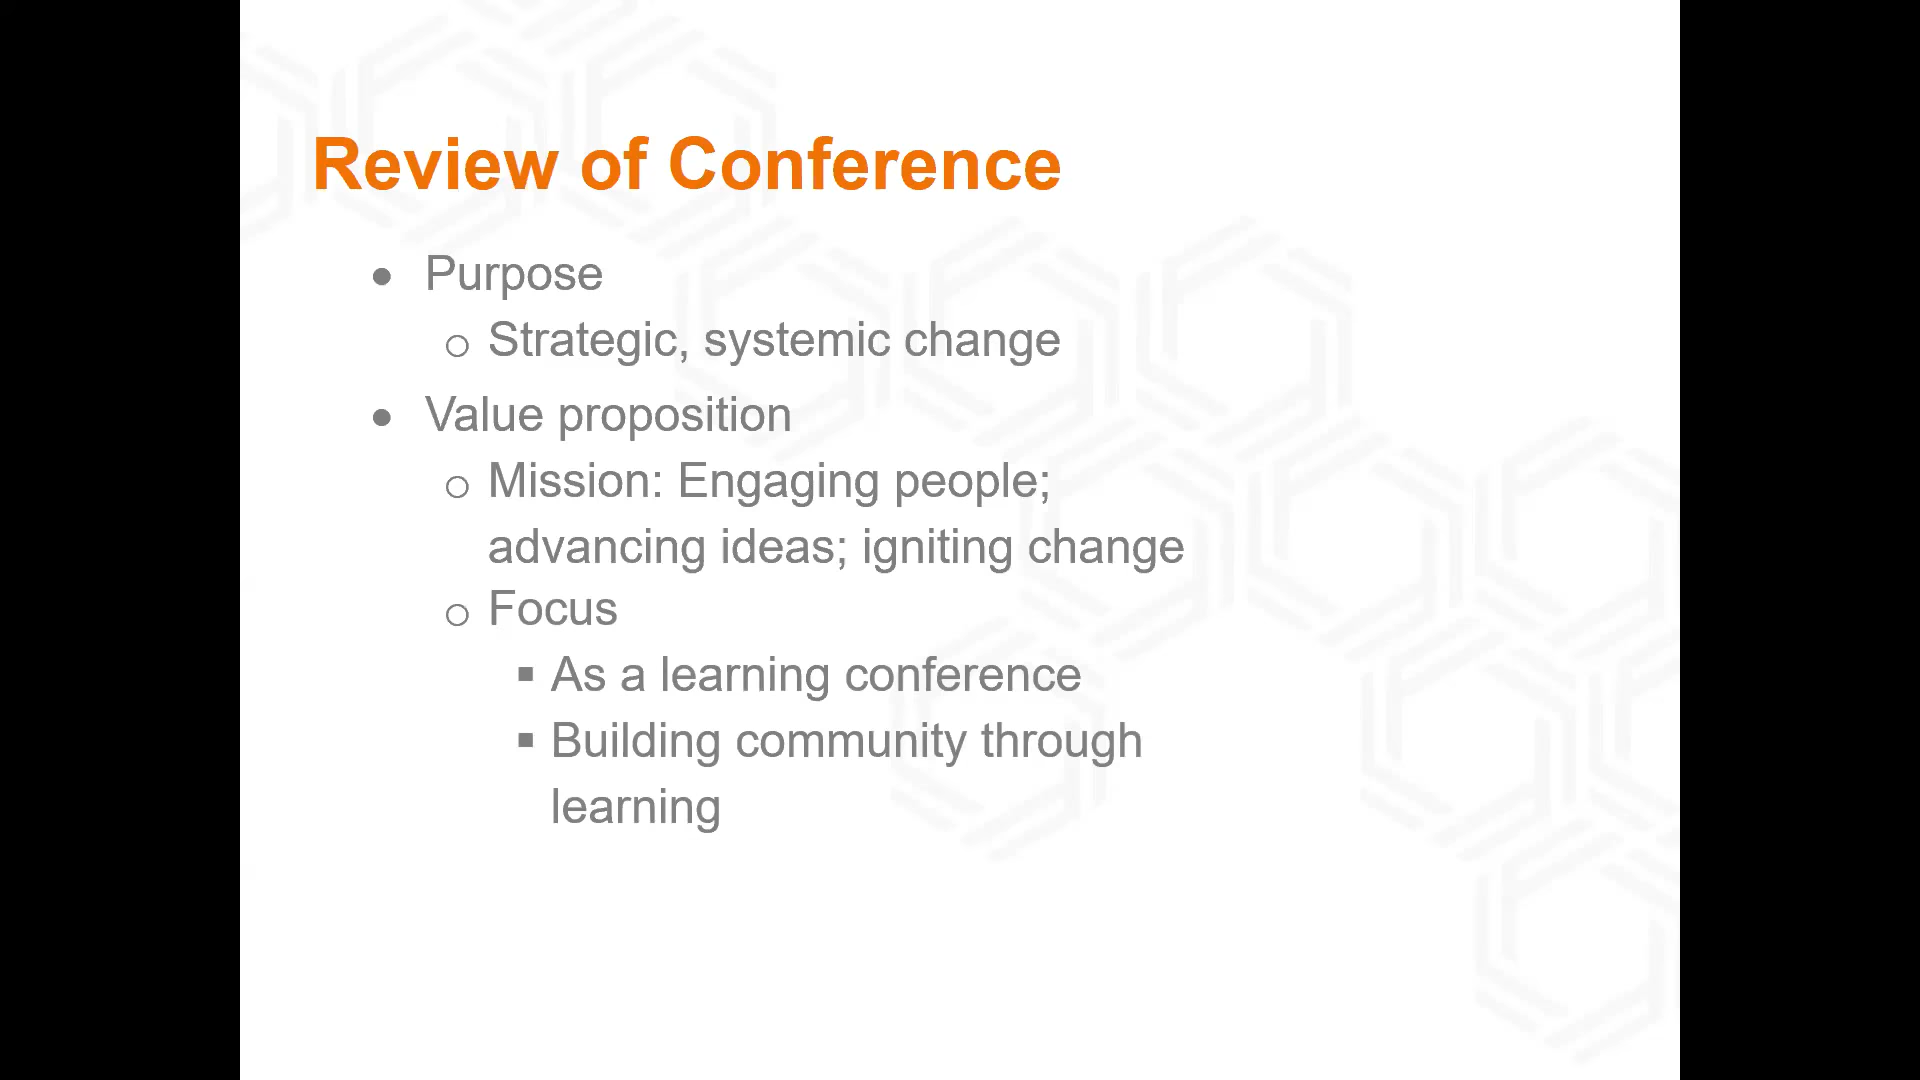 Review of Conference
● Purpose
○ Strategic, systemic change
● Value proposition
○ Mission: Engaging people;
advancing ideas; igniting change
○ Focus
▪ As a learning conference
▪ Building community through
learning